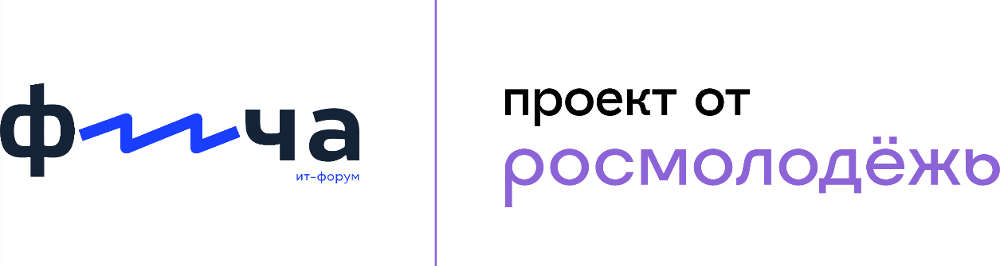 фича
ит-форум
проект от
росмолодёжь